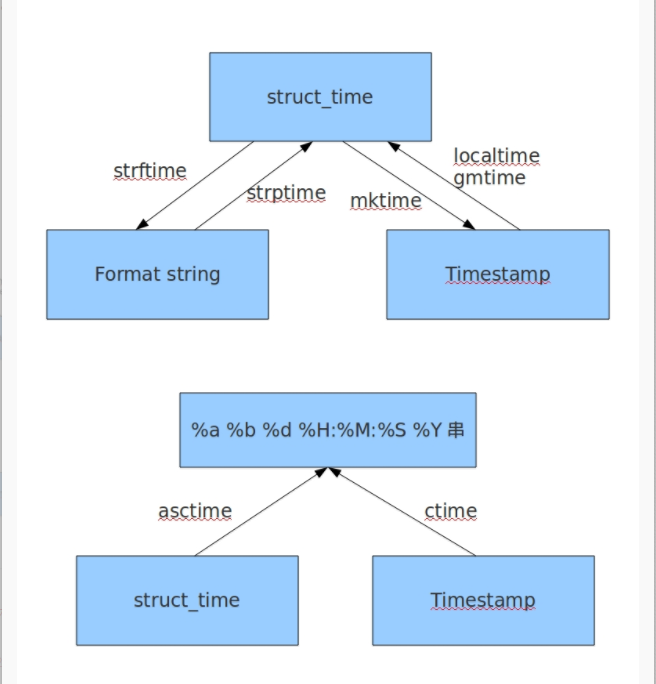 struct_time
strftime
strptime
mktime
localtime
gmtime
Format string
Timestamp
%a %b %d %H:%M:%S %Y 串
asctime
ctime
struct_time
Timestamp